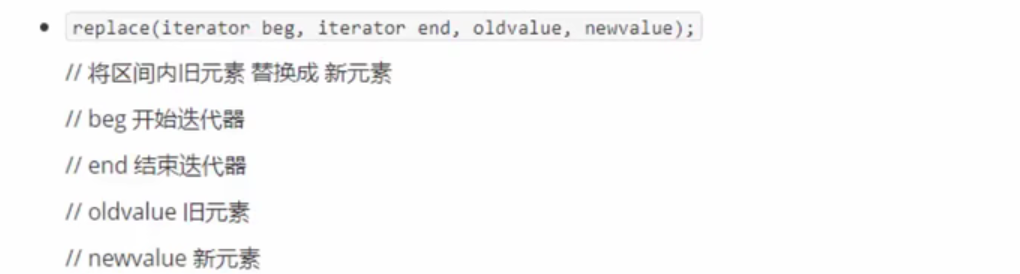 replace(iterator beg, iterator end, oldvalue, newvalue);
// 将区间内旧元素 替换成 新元素
// beg 开始迭代器
// end 结束迭代器
// oldvalue 旧元素
// newvalue 新元素